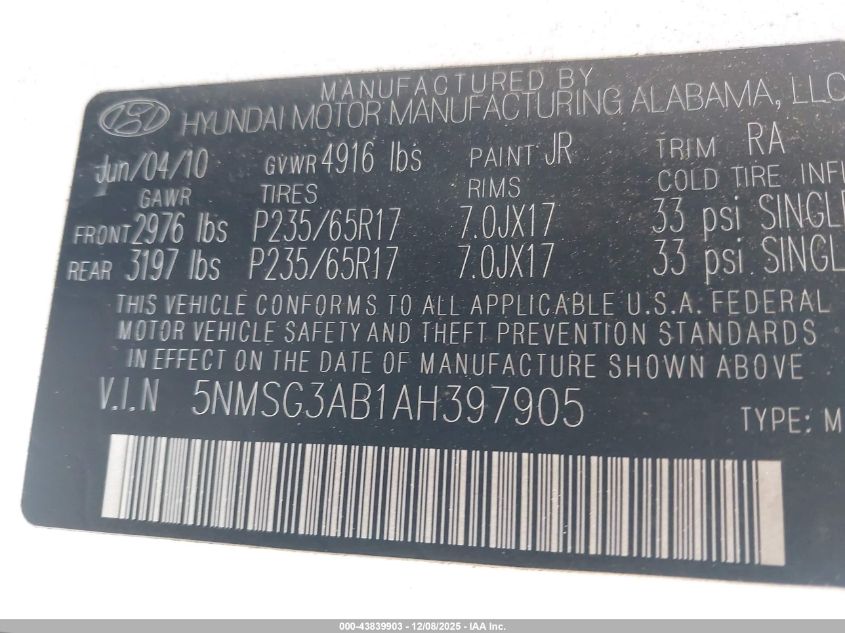 MANUFACTURED BY
HYUNDAI MOTOR MANUFACTURING ALABAMA, LLC
Jun/04/10 GVWR 4916 lbs PAINT JR TRIM RA
GAWR TIRES RIMS COLD TIRE INFL
FRONT 2976 lbs P235/65R17 7.0JX17 33 psi SINGLE
REAR 3197 lbs P235/65R17 7.0JX17 33 psi SINGL
THIS VEHICLE CONFORMS TO ALL APPLICABLE U.S.A. FEDERAL
MOTOR VEHICLE SAFETY AND THEFT PREVENTION STANDARDS
IN EFFECT ON THE DATE OF MANUFACTURE SHOWN ABOVE
V.I.N 5NMSG3AB1AH397905
TYPE: M
000-43839903 - 12/08/2025 - IAA Inc.